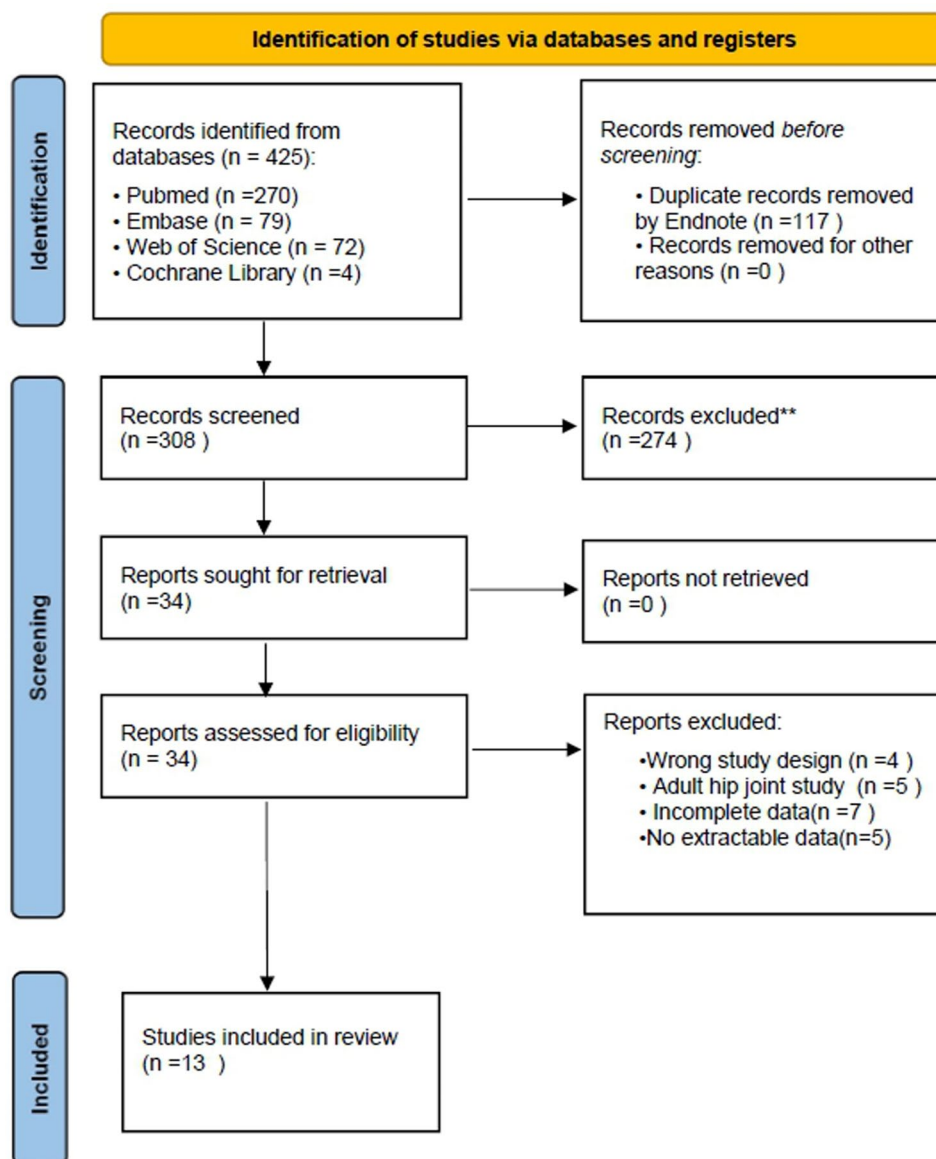 Identification of studies via databases and registers
Identification
Records identified from
databases (n = 425):
• Pubmed (n =270)
• Embase (n = 79)
• Web of Science (n = 72)
• Cochrane Library (n =4)
Records removed before
screening:
• Duplicate records removed
by Endnote (n =117 )
• Records removed for other
reasons (n =0 )
Screening
Records screened
(n =308 )
Records excluded**
(n =274 )
Reports sought for retrieval
(n =34)
Reports not retrieved
(n =0 )
Reports assessed for eligibility
(n = 34)
Reports excluded:
•Wrong study design (n =4 )
• Adult hip joint study  (n =5 )
• Incomplete data(n =7 )
•No extractable data(n=5)
Included
Studies included in review
(n =13  )